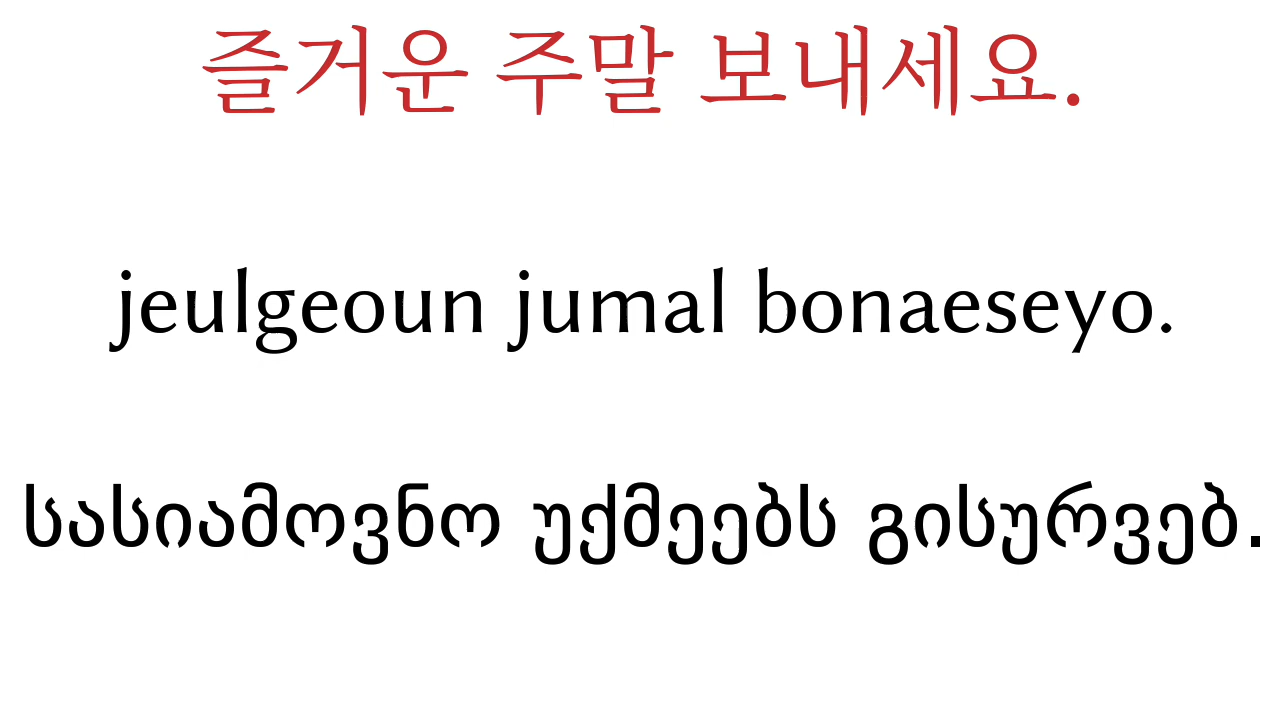 즐거운 주말 보내세요.
jeulgeoun jumal bonaeseyo.
სასიამოვნო უქმეებს გისურვებ.